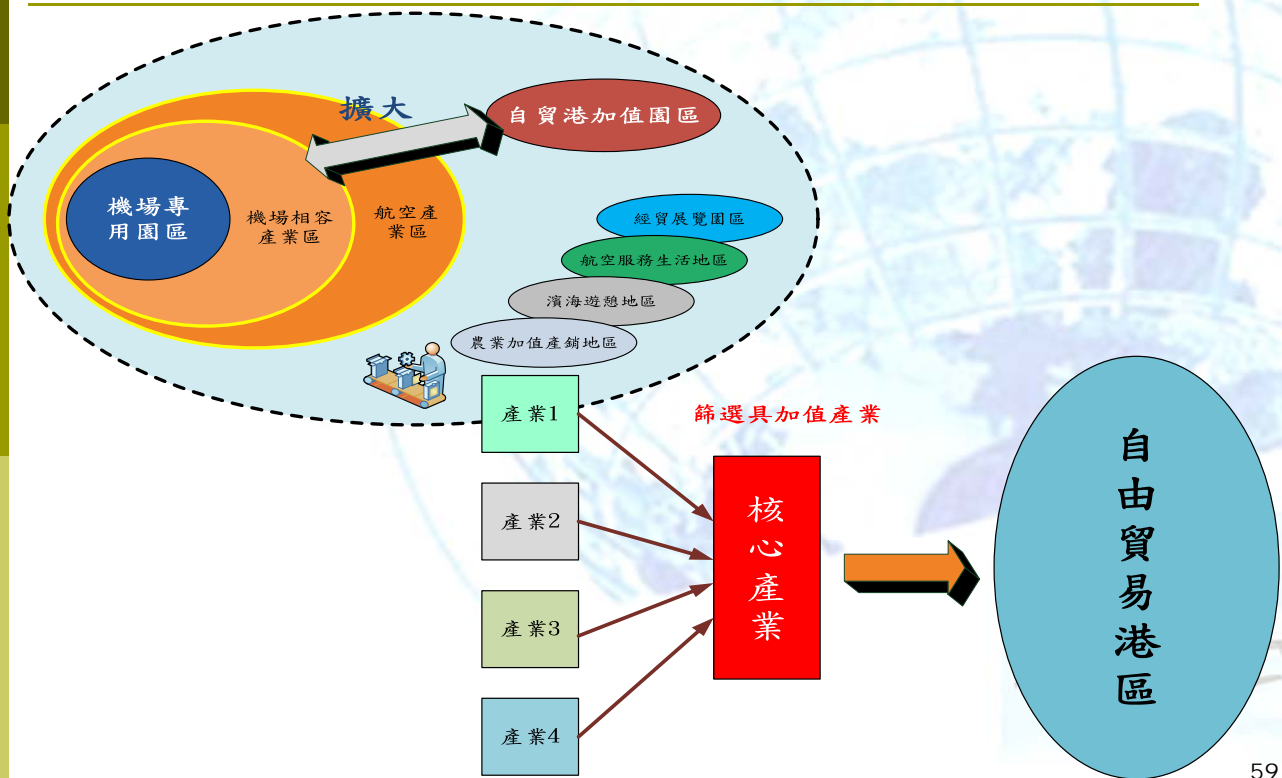 擴大
自貿港加值園區
機場專
用園區
機場相容
產業區
航空產
業區
經貿展覽園區
航空服務生活地區
濱海遊憩地區
農業加值產銷地區
產業1
篩選具加值產業
產業2
產業3
產業4
核心產業
自由貿易港區
59